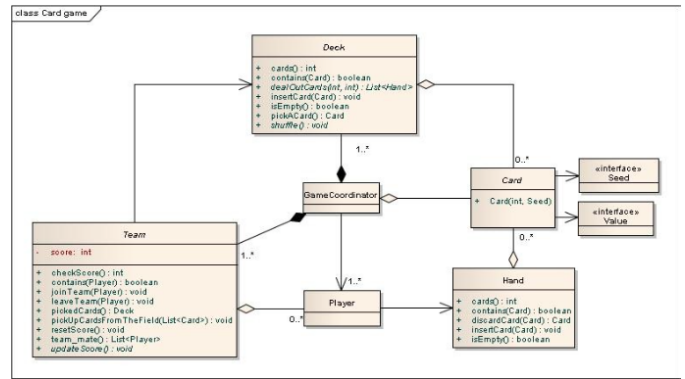 class Card game
Deck
+ cards() : int
+ contains(Card) : boolean
+ dealOutCards(int, int) : List<Hand>
+ insertCard(Card) : void
+ isEmpty() : boolean
+ pickACard() : Card
+ shuffle() : void
1..*
0..*
GameCoordinator
Card
+ Card(int, Seed)
«interface»
Seed
«interface»
Value
0..*
Team
- score: int
+ checkScore() : int
+ contains(Player) : boolean
+ joinTeam(Player) : void
+ leaveTeam(Player) : void
+ pickedCards() : Deck
+ pickUpCardsFromTheField(List<Card>) : void
+ resetScore() : void
+ team_mate() : List<Player>
+ updateScore() : void
1..*
1..*
0..*
Player
Hand
+ cards() : int
+ contains(Card) : boolean
+ discardCard(Card) : Card
+ insertCard(Card) : void
+ isEmpty() : boolean